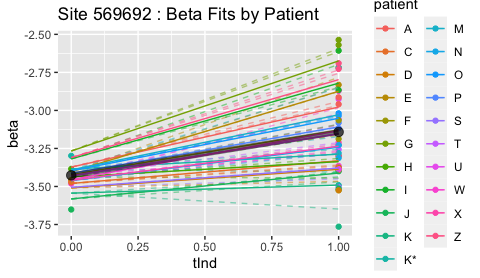 Site 569692 : Beta Fits by Patient
patient
-2.50
-2.75
-3.00
-3.25
-3.50
-3.75
beta
0.00 0.25 0.50 0.75 1.00
tInd
A M
C N
D O
E P
F S
G T
H U
I W
J X
K Z
K*